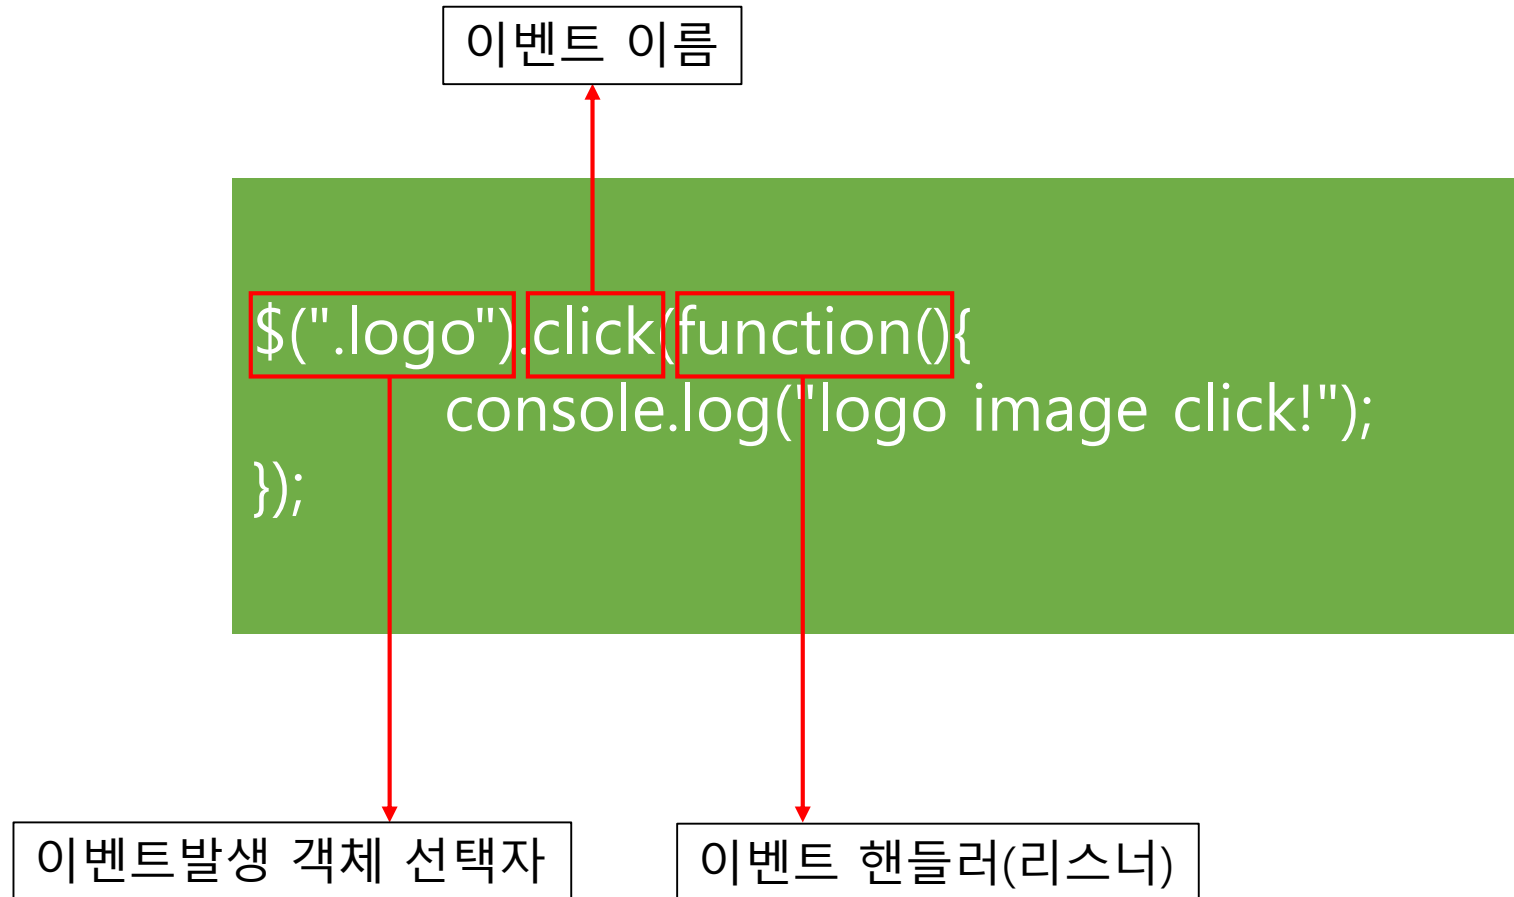 이벤트 이름
$(".logo").click(function(){
console.log("logo image click!");
});
이벤트발생 객체 선택자
이벤트 핸들러(리스너)